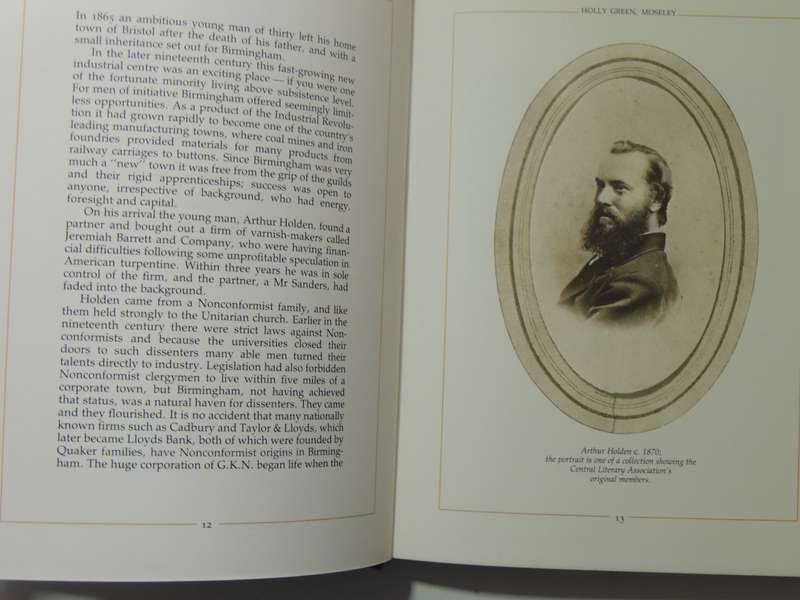 In 1865 an ambitious young man of thirty left his home
town of Bristol after the death of his father, and with a
small inheritance set out for Birmingham.
In the later nineteenth century this fast-growing new
industrial centre was an exciting place — if you were one
of the fortunate minority living above subsistence level.
For men of initiative Birmingham offered seemingly limit-
less opportunities. As a product of the Industrial Revolu-
tion it had grown rapidly to become one of the country's
leading manufacturing towns, where coal mines and iron
foundries provided materials for many products from
railway carriages to buttons. Since Birmingham was very
much a "new" town it was free from the grip of the guilds
and their rigid apprenticeships; success was open to
anyone, irrespective of background, who had energy,
foresight and capital.
On his arrival the young man, Arthur Holden, found a
partner and bought out a firm of varnish-makers called
Jeremiah Barrett and Company, who were having finan-
cial difficulties following some unprofitable speculation in
American turpentine. Within three years he was in sole
control of the firm, and the partner, a Mr Sanders, had
faded into the background.
Holden came from a Nonconformist family, and like
them held strongly to the Unitarian church. Earlier in the
nineteenth century there were strict laws against Non-
conformists and because the universities closed their
doors to such dissenters many able men turned their
talents directly to industry. Legislation had also forbidden
Nonconformist clergymen to live within five miles of a
corporate town, but Birmingham, not having achieved
that status, was a natural haven for dissenters. They came
and they flourished. It is no accident that many nationally
known firms such as Cadbury and Taylor & Lloyds, which
later became Lloyds Bank, both of which were founded by
Quaker families, have Nonconformist origins in Birming-
ham. The huge corporation of G.K.N. began life when the
12
HOLLY GREEN, MOSELEY
Arthur Holden c. 1870;
the portrait is one of a collection showing the
Central Literary Association's
original members.
13